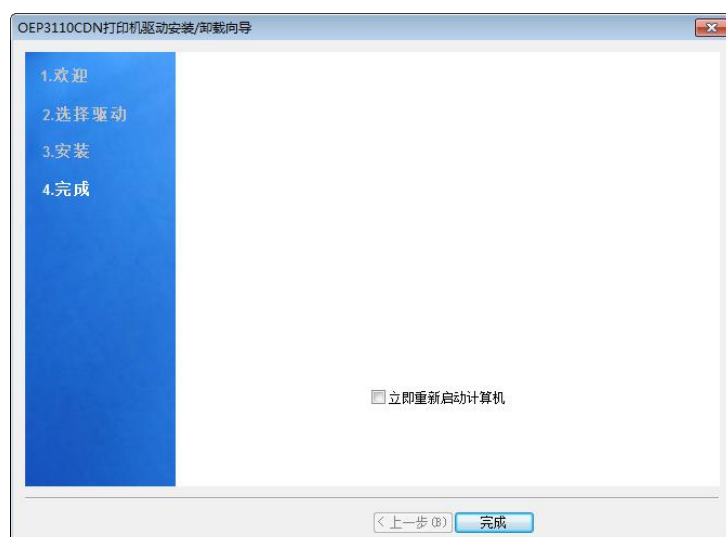 OEP3110CDN打印机驱动安装/卸载向导
1.欢迎
2.选择驱动
3.安装
4.完成
立即重新启动计算机
<上一步(B)
完成